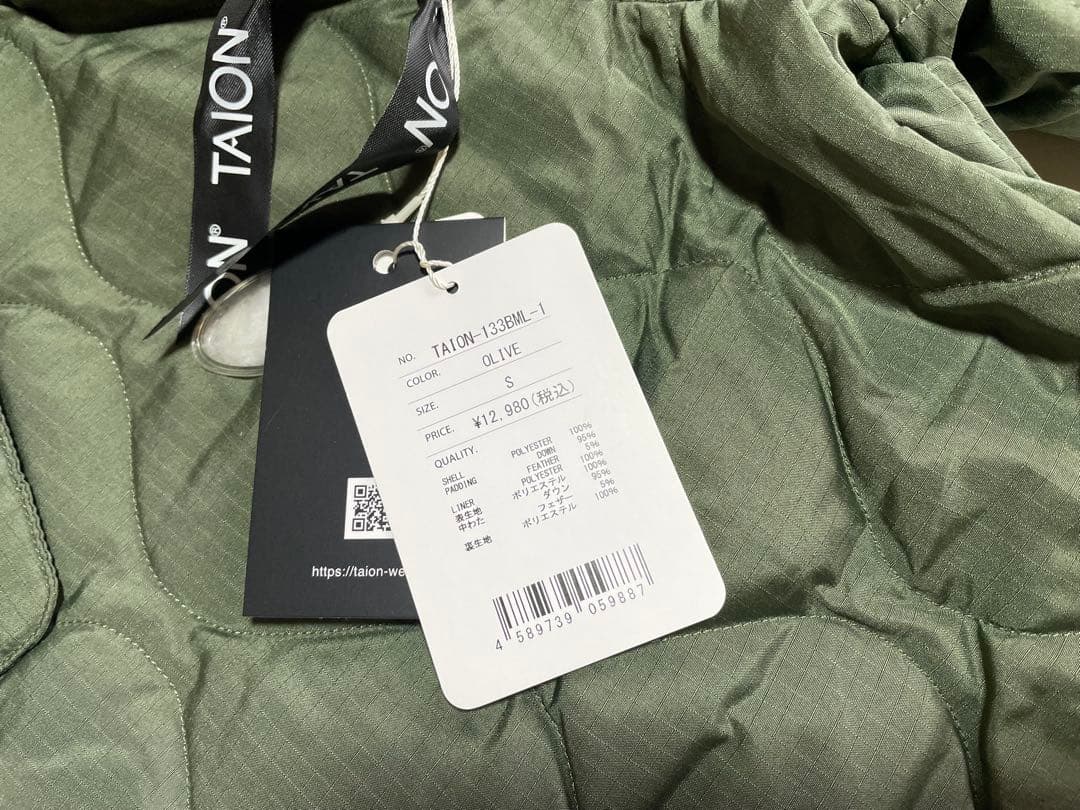 TAION®
TAION®
NO. TAION-133BML-1
COLOR. OLIVE
SIZE. S
PRICE. ¥12,980(税込)
QUALITY.
SHELL POLYESTER 100%
PADDING DOWN 95%
FEATHER 5%
LINER POLYESTER 100%
表生地 ポリエステル 100%
中わた ダウン 95%
フェザー 5%
裏生地 ポリエステル 100%
4 589739 059887
https://taion-we